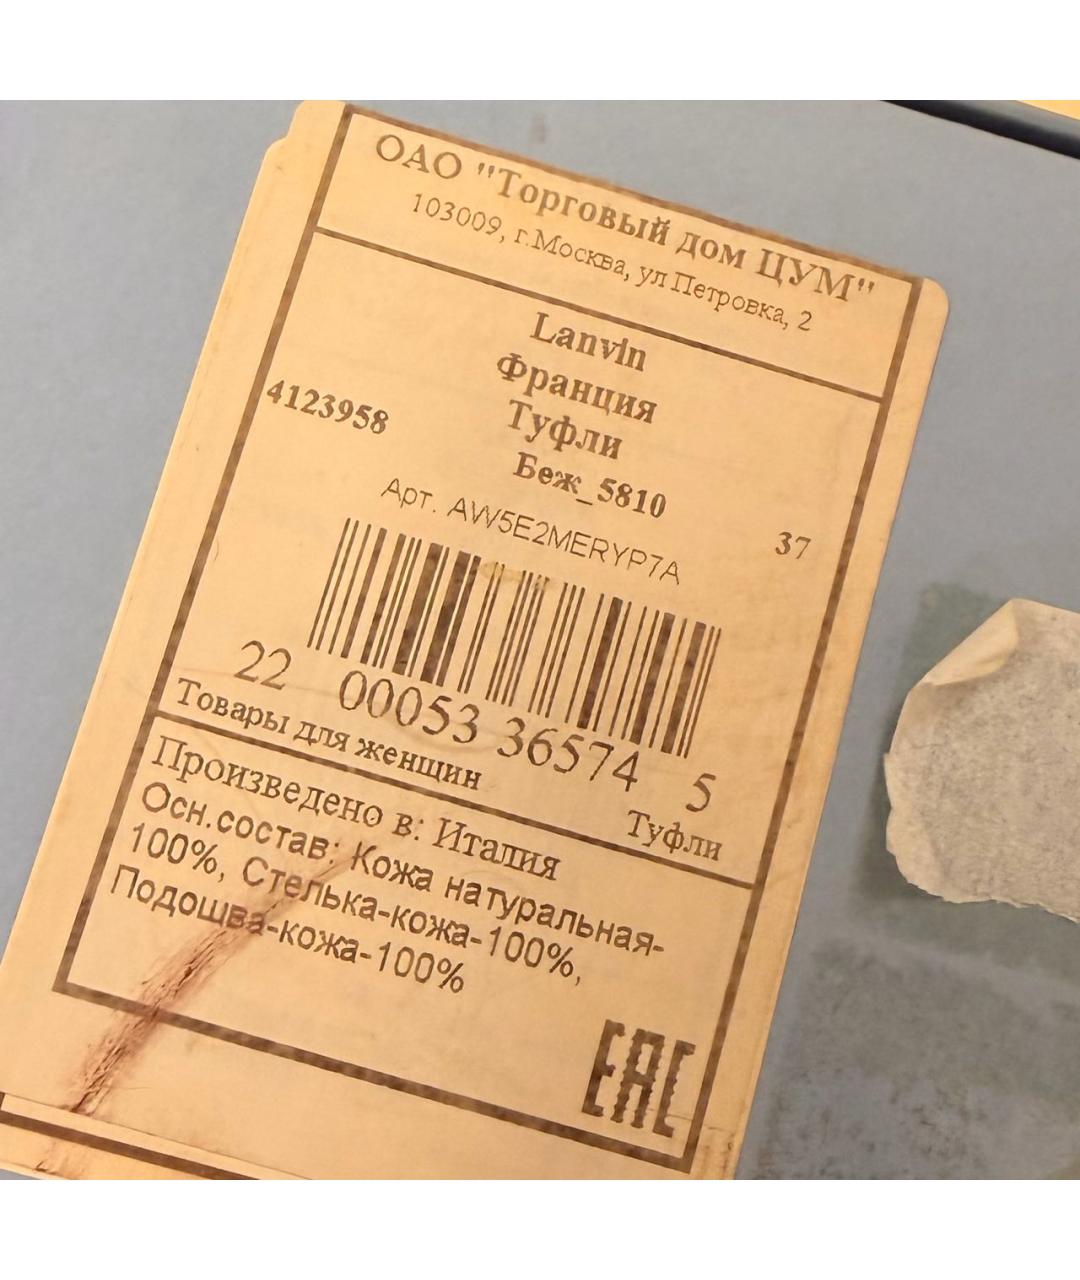 ОАО "Торговый дом ЦУМ"
103009, г.Москва, ул Петровка, 2
Lanvin
Франция
4123958
Туфли
Беж_5810
37
Арт. AW5E2MERYP7A
22 00053 36574 5
Товары для женщин
Туфли
Произведено в: Италия
Осн.состав: Кожа натуральная-
100%, Стелька-кожа-100%,
Подошва-кожа-100%
EAC